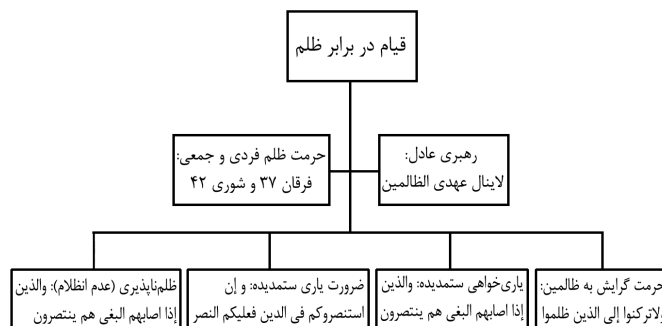 قیام در برابر ظلم
رهبری عادل:
لاینال عهدی الظالمین
حرمت ظلم فردی و جمعی:
فرقان ۳۷ و شوری ۴۲
حرمت گرایش به ظالمین:
ولاترکنوا إلی الذین ظلموا
یاری‌خواهی ستمدیده: والذین
إذا اصابهم البغی هم ینتصرون
ضرورت یاری ستمدیده: و إن
استنصروکم فی الدین فعلیکم النصر
ظلم‌ناپذیری (عدم انظلام): والذین
إذا اصابهم البغی هم ینتصرون